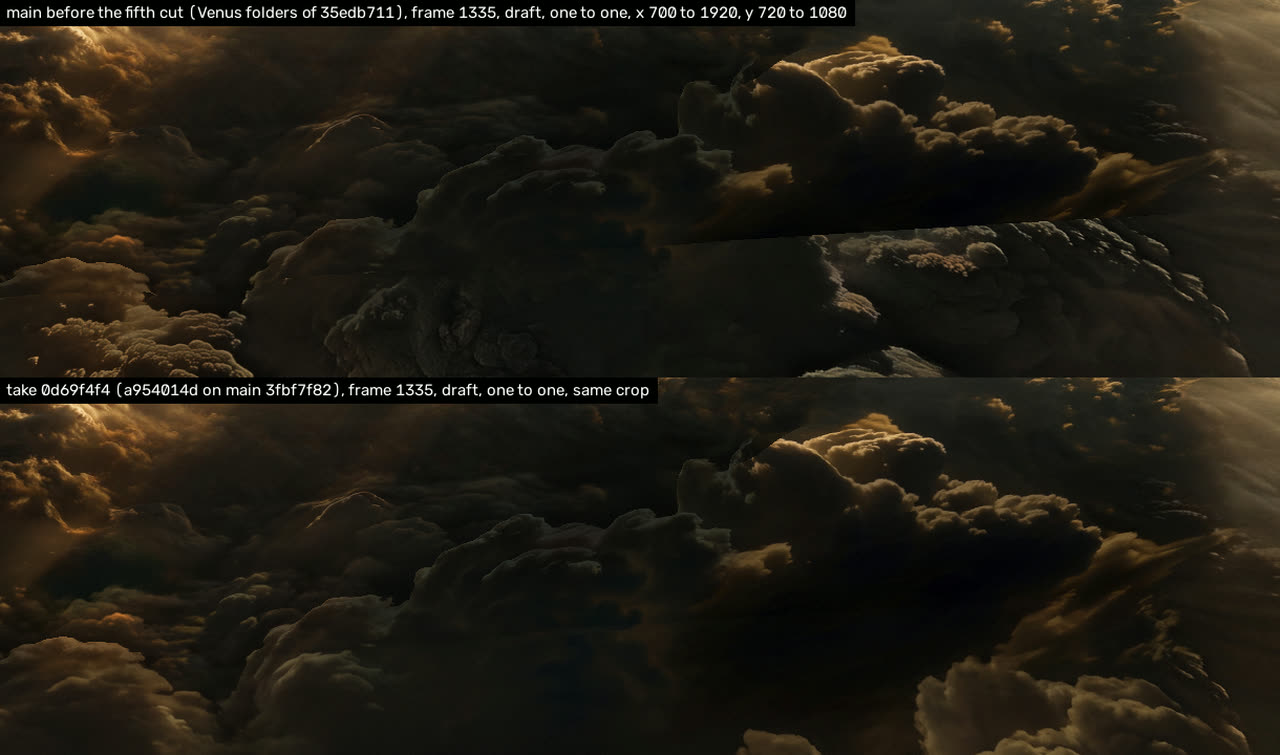 main before the fifth cut (Venus folders of 35edb711), frame 1335, draft, one to one, x 700 to 1920, y 720 to 1080
take 0d69f4f4 (a954014d on main 3fbf7f82), frame 1335, draft, one to one, same crop